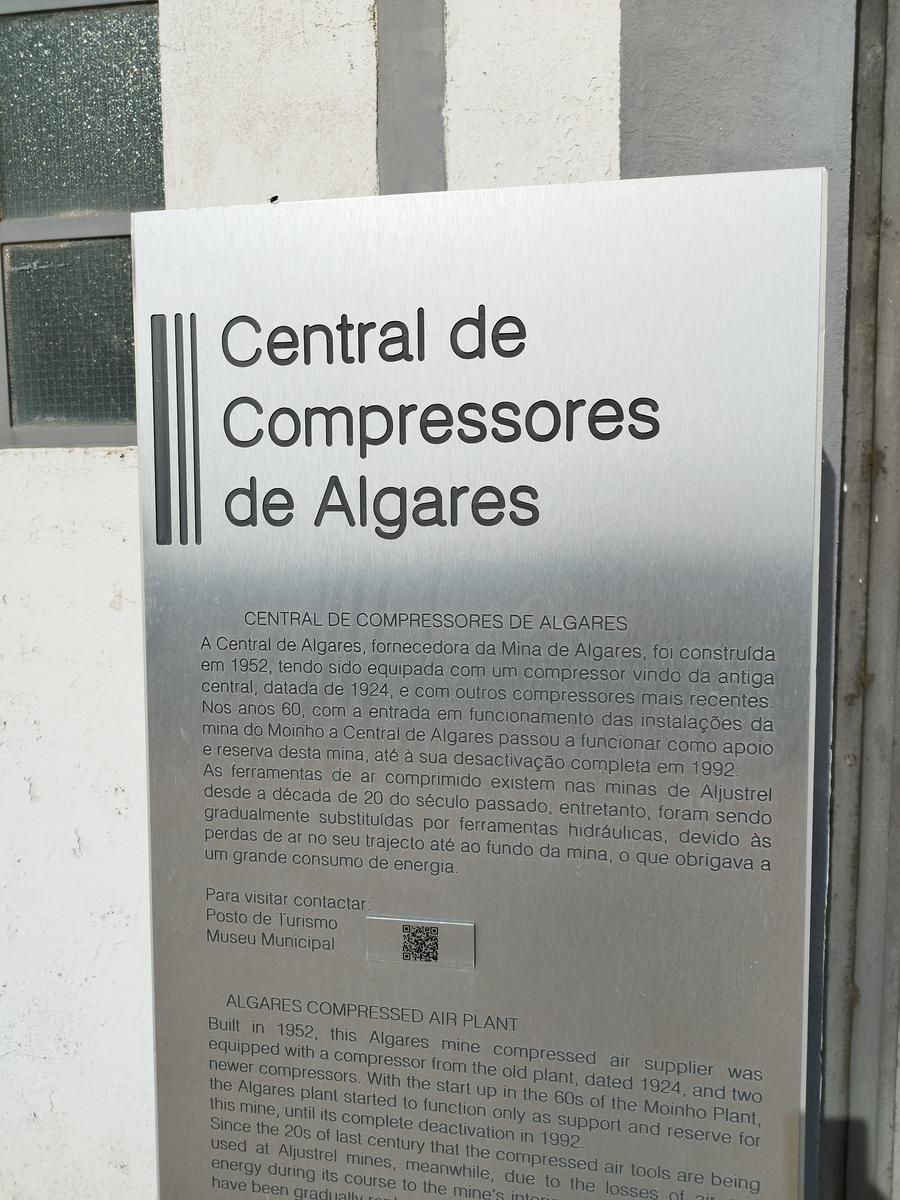 Central de
Compressores
de Algares
CENTRAL DE COMPRESSORES DE ALGARES
A Central de Algares, fornecedora da Mina de Algares, foi construída
em 1952, tendo sido equipada com um compressor vindo da antiga
central, datada de 1924, e com outros compressores mais recentes.
Nos anos 60, com a entrada em funcionamento das instalações da
mina do Moinho a Central de Algares passou a funcionar como apoio
e reserva desta mina, até à sua desactivação completa em 1992.
As ferramentas de ar comprimido existem nas minas de Aljustrel
desde a década de 20 do século passado, entretanto, foram sendo
gradualmente substituídas por ferramentas hidráulicas, devido às
perdas de ar no seu trajecto até ao fundo da mina, o que obrigava a
um grande consumo de energia.
Para visitar contactar:
Posto de Turismo
Museu Municipal
ALGARES COMPRESSED AIR PLANT
Built in 1952, this Algares mine compressed air supplier was
equipped with a compressor from the old plant, dated 1924, and two
newer compressors. With the start up in the 60s of the Moinho Plant,
the Algares plant started to function only as support and reserve for
this mine, until its complete deactivation in 1992.
Since the 20s of last century that the compressed air tools are being
used at Aljustrel mines, meanwhile, due to the losses of air
energy during its course to the mine's
have been gradually